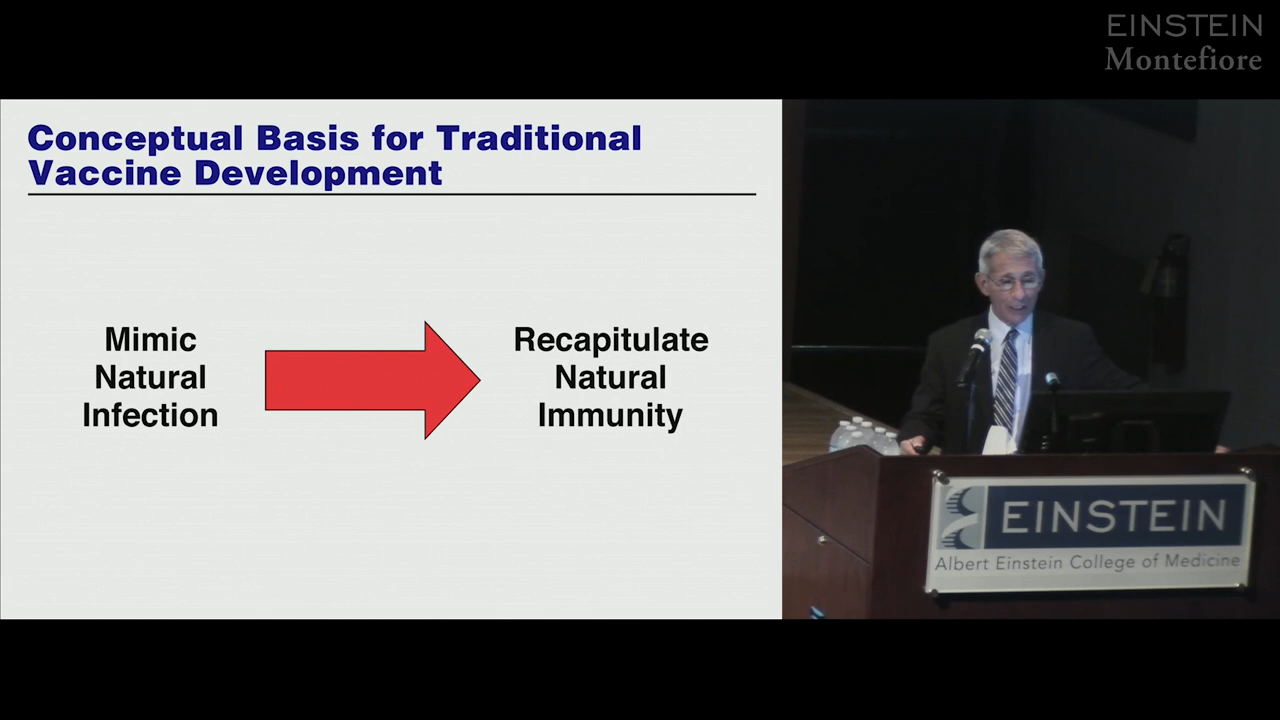 EINSTEIN
Montefiore
Conceptual Basis for Traditional
Vaccine Development
Mimic
Natural
Infection
Recapitulate
Natural
Immunity
EINSTEIN
Albert Einstein College of Medicine